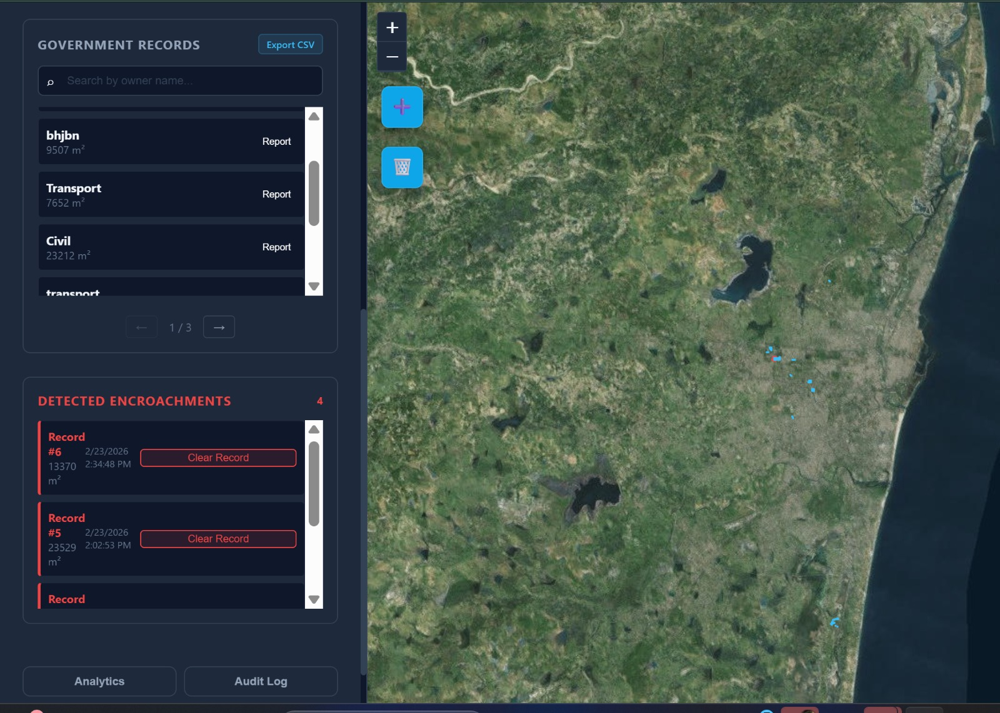 GOVERNMENT RECORDS
Export CSV
Search by owner name...
bhjbn
9507 m²
Report
Transport
7652 m²
Report
Civil
23212 m²
Report
transport
← 1 / 3 →
DETECTED ENCROACHMENTS
4
Record
#6
13370
m²
2/23/2026
2:34:48 PM
Clear Record
Record
#5
23529
m²
2/23/2026
2:02:53 PM
Clear Record
Record
Analytics
Audit Log
+
−